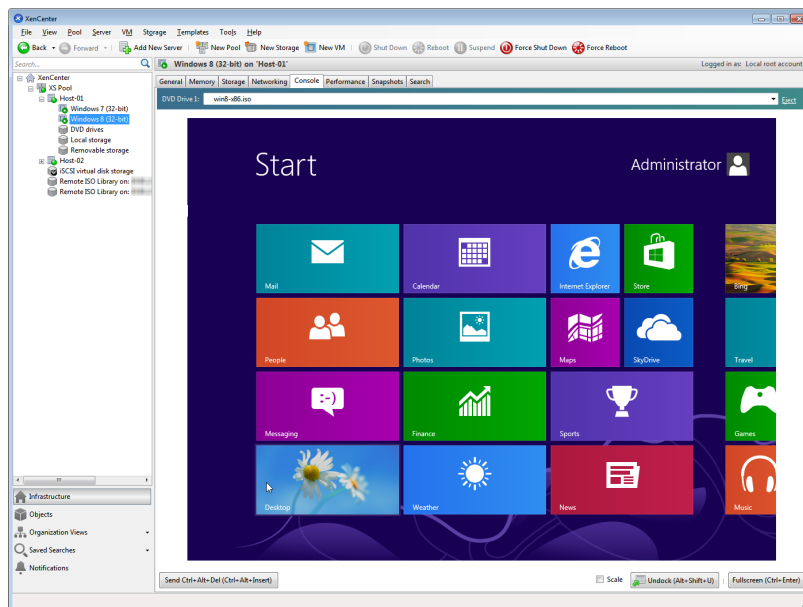 XenCenter
File View Pool Server VM Storage Templates Tools Help
Back Forward Add New Server New Pool New Storage New VM Shut Down Reboot Suspend Force Shut Down Force Reboot
Search... Windows 8 (32-bit) on 'Host-01' Logged in as: Local root account
XenCenter
XS Pool
Host-01
Windows 7 (32-bit)
Windows 8 (32-bit)
DVD drives
Local storage
Removable storage
Host-02
iSCSI virtual disk storage
Remote ISO Library on:
Remote ISO Library on:
Infrastructure
Objects
Organization Views
Saved Searches
Notifications
General Memory Storage Networking Console Performance Snapshots Search
DVD Drive 1: win8-x86.iso Eject
Start Administrator
Mail Calendar Internet Explorer Store Bing
People Photos Maps SkyDrive Travel
Messaging Finance Sports Games
:-)
Desktop Weather News Music
Send Ctrl+Alt+Del (Ctrl+Alt+Insert) Scale Undock (Alt+Shift+U) Fullscreen (Ctrl+Enter)